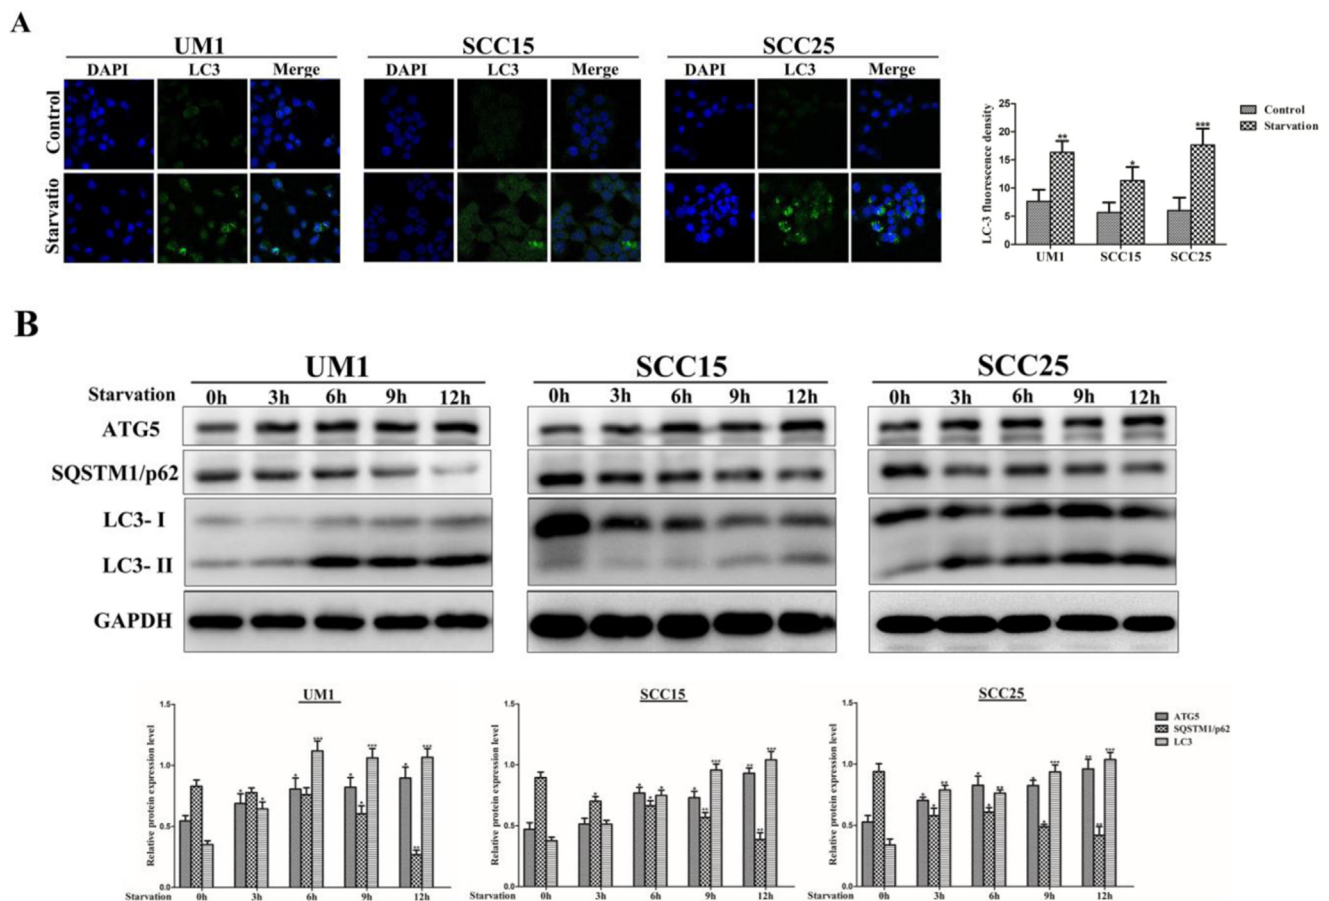 A
UM1 SCC15 SCC25
DAPI LC3 Merge DAPI LC3 Merge DAPI LC3 Merge
Control
Starvatio
LC-3 fluorescence density
25
20
15
10
5
0
** * ***
UM1 SCC15 SCC25
Control
Starvation
B
UM1 SCC15 SCC25
Starvation 0h 3h 6h 9h 12h 0h 3h 6h 9h 12h 0h 3h 6h 9h 12h
ATG5
SQSTM1/p62
LC3- I
LC3- II
GAPDH
UM1
Relative protein expression level
1.5
1.0
0.5
0.0
* * * *** * * *** * ** ***
Starvation 0h 3h 6h 9h 12h
SCC15
Relative protein expression level
1.5
1.0
0.5
0.0
* * * * * ** *** ** ** ***
Starvation 0h 3h 6h 9h 12h
SCC25
Relative protein expression level
1.5
1.0
0.5
0.0
* * ** * * ** * * *** ** ** ***
Starvation 0h 3h 6h 9h 12h
ATG5
SQSTM1/p62
LC3